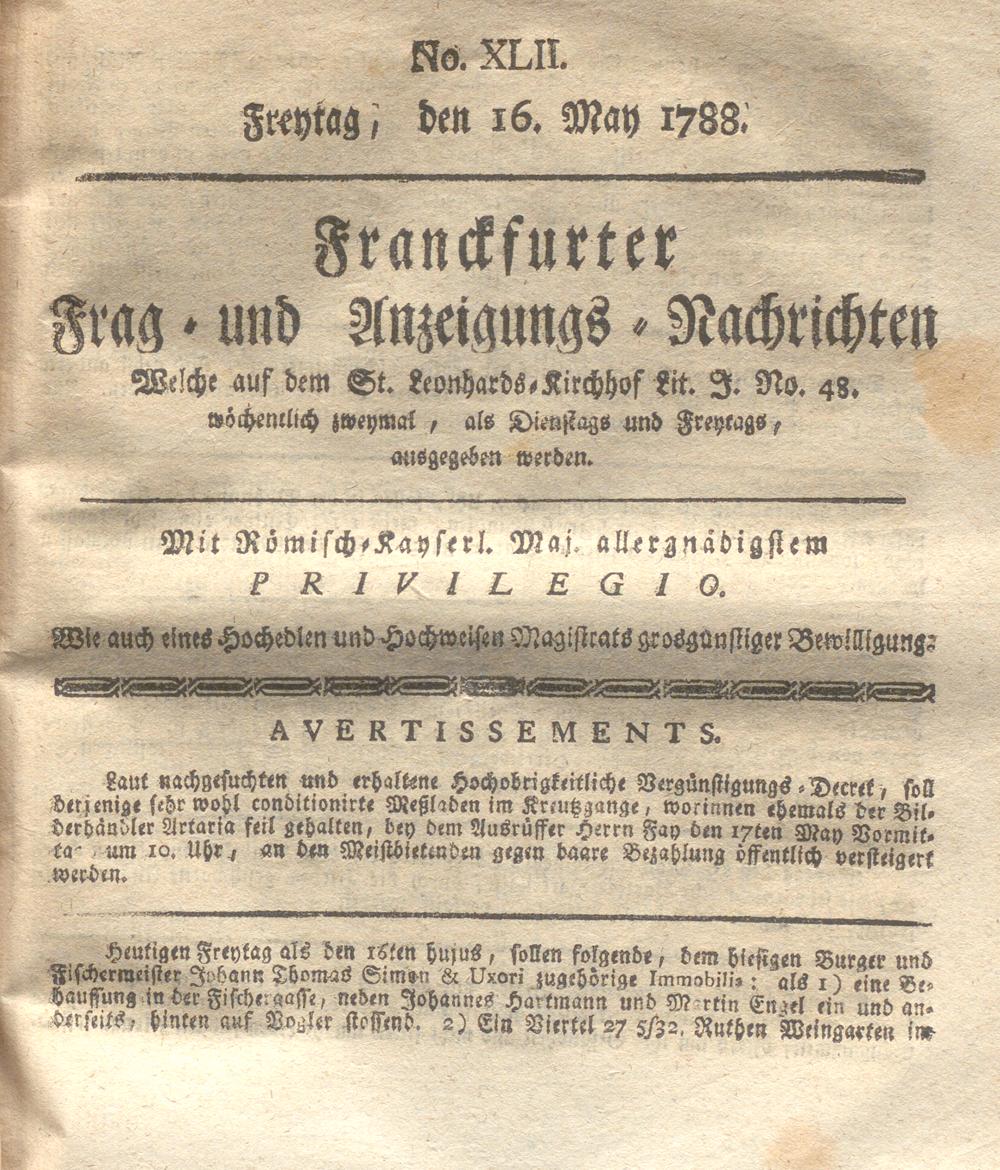 No. XLII.
Freytag, den 16. May 1788.
Franckfurter
Frag- und Anzeigungs-Nachrichten
Welche auf dem St. Leonhards-Kirchhof Lit. J. No. 48.
wöchentlich zweymal, als Dienstags und Freytags,
ausgegeben werden.
Mit Römisch-Kayserl. Maj. allergnädigstem
PRIVILEGIO.
Wie auch eines Hochedlen und Hochweisen Magistrats grosgünstiger Bewilligung.
AVERTISSEMENTS.
Laut nachgesuchten und erhaltene Hochobrigkeitliche Vergünstigungs-Decret, soll
derjenige sehr wohl conditionirte Meßladen im Kreutzgange, worinnen ehemals der Bil-
derhändler Artaria feil gehalten, bey dem Ausrüffer Herrn Fay den 17ten May Vormit-
ta um 10. Uhr, an den Meistbietenden gegen baare Bezahlung öffentlich versteigert
werden.
Heutigen Freytag als den 16ten hujus, sollen folgende, dem hiesigen Burger und
Fischermeister Johann Thomas Simon & Uxori zugehörige Immobilia: als 1) eine Be-
hauffung in der Fischergasse, neben Johannes Hartmann und Martin Engel ein und an-
derseits, hinten auf Vogler stossend. 2) Ein Viertel 27 5/32. Ruthen Weingarten im